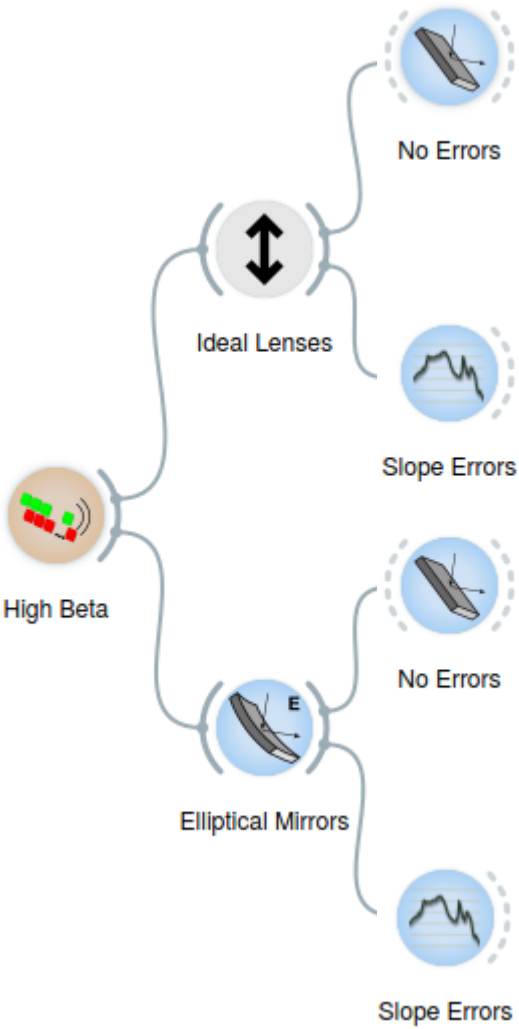 No Errors
Ideal Lenses
Slope Errors
High Beta
No Errors
E
Elliptical Mirrors
Slope Errors